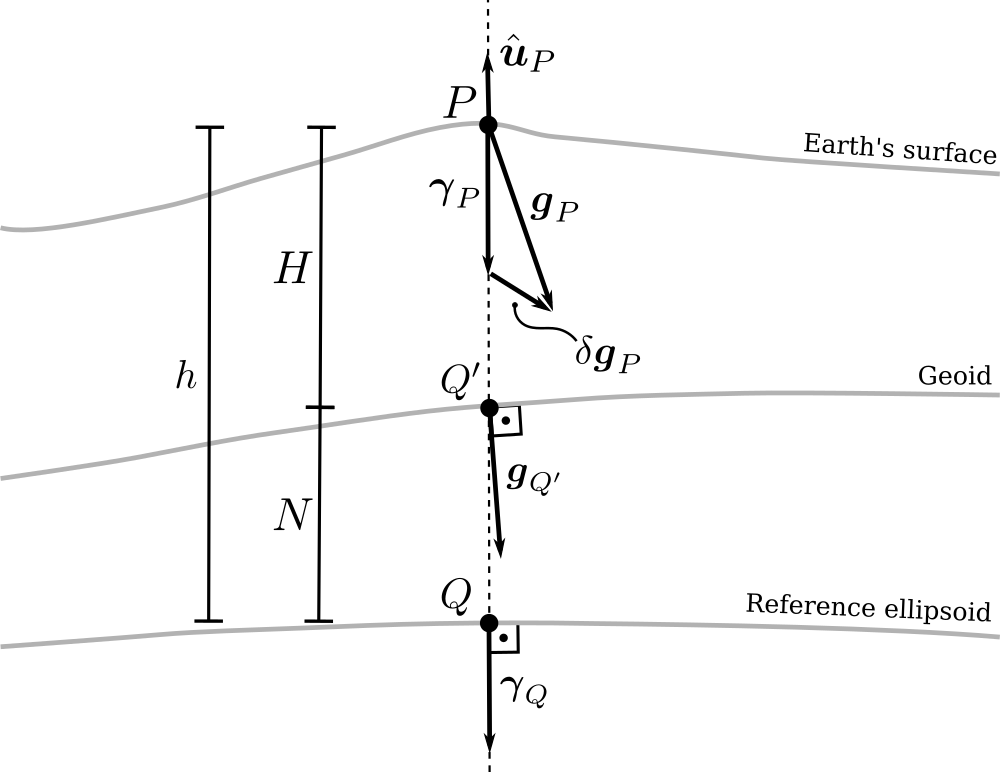 û_P
P
Earth's surface
γ_P
g_P
H
δg_P
h
Q′
Geoid
g_Q′
N
Q
Reference ellipsoid
γ_Q